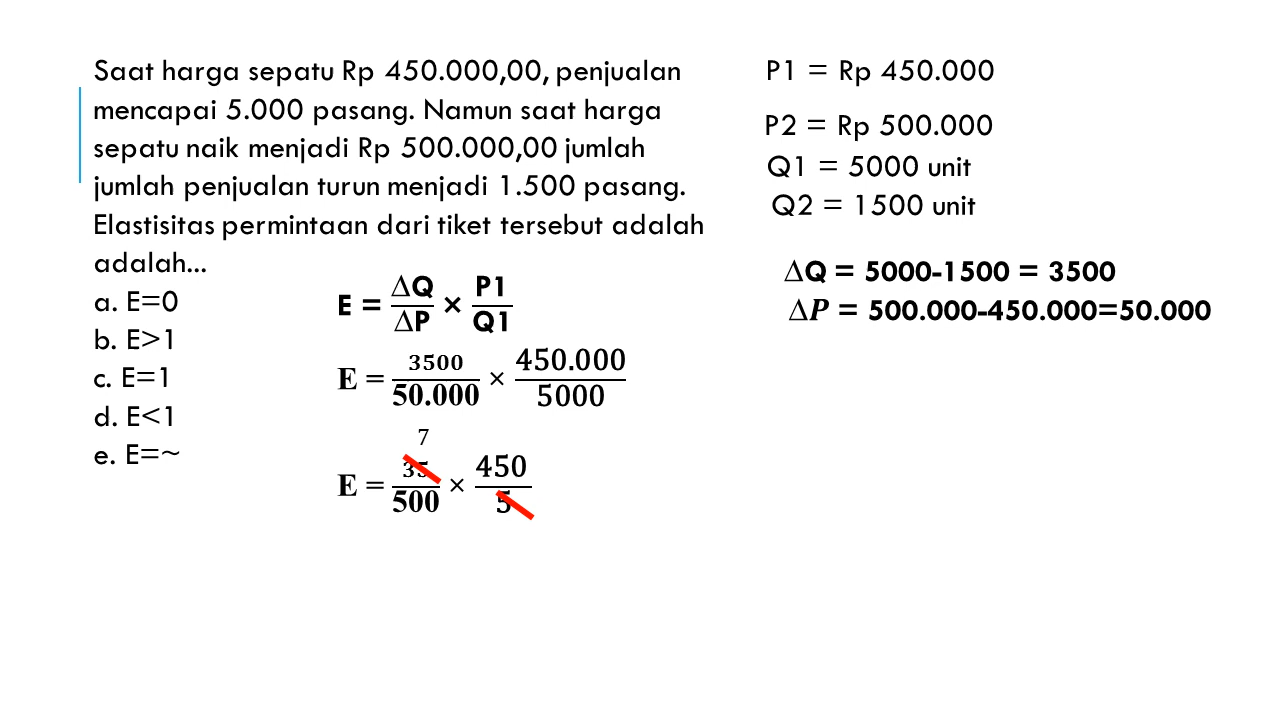 Saat harga sepatu Rp 450.000,00, penjualan
mencapai 5.000 pasang. Namun saat harga
sepatu naik menjadi Rp 500.000,00 jumlah
jumlah penjualan turun menjadi 1.500 pasang.
Elastisitas permintaan dari tiket tersebut adalah
adalah...
a. E=0
b. E>1
c. E=1
d. E<1
e. E=~
E = ∆Q/∆P × P1/Q1
E = 3500/50.000 × 450.000/5000
7
E = 35/500 × 450/5
P1 = Rp 450.000
P2 = Rp 500.000
Q1 = 5000 unit
Q2 = 1500 unit
∆Q = 5000-1500 = 3500
∆P = 500.000-450.000=50.000